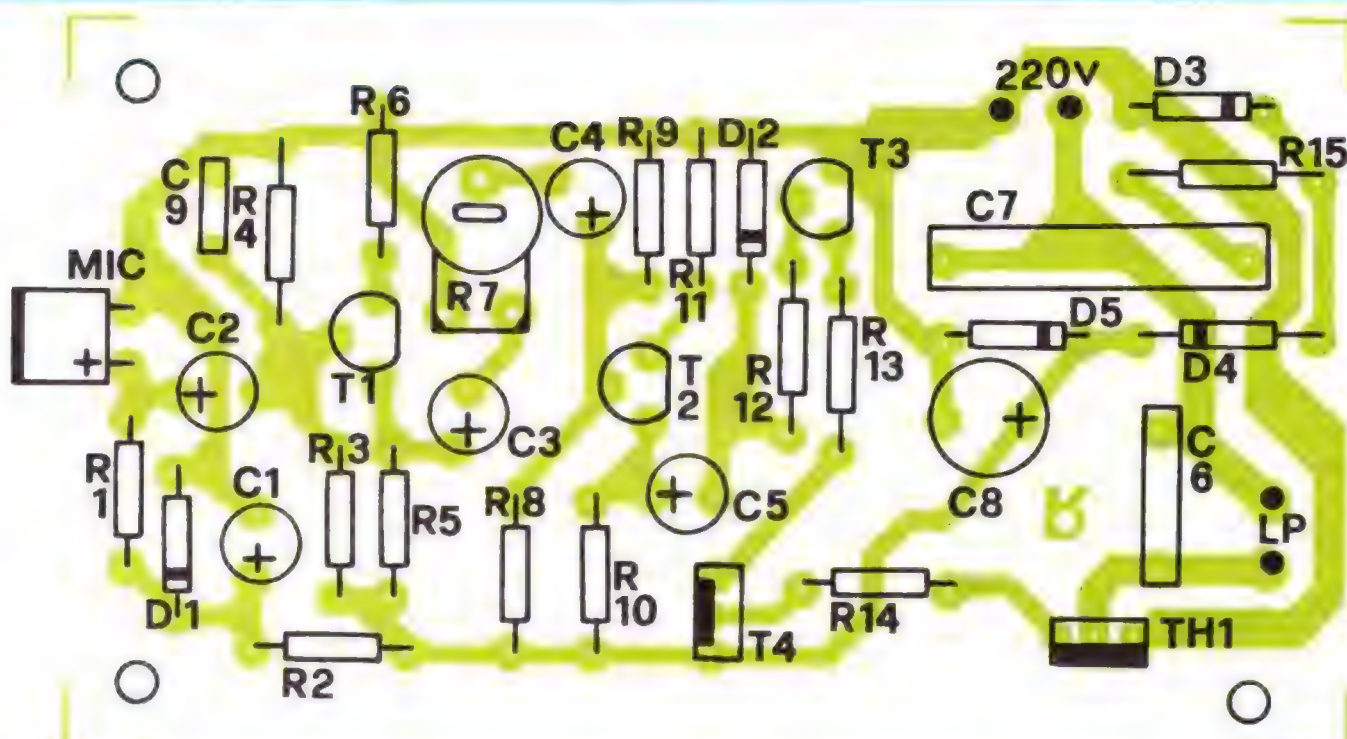 220V
D3
R6
C4
R9
D2
T3
R15
C9
R4
C7
MIC
R7
R11
D5
C2
T1
T2
R12
R13
D4
C3
R1
C1
R3
R5
R8
C5
C8
R
C6
LP
D1
R10
T4
R14
TH1
R2